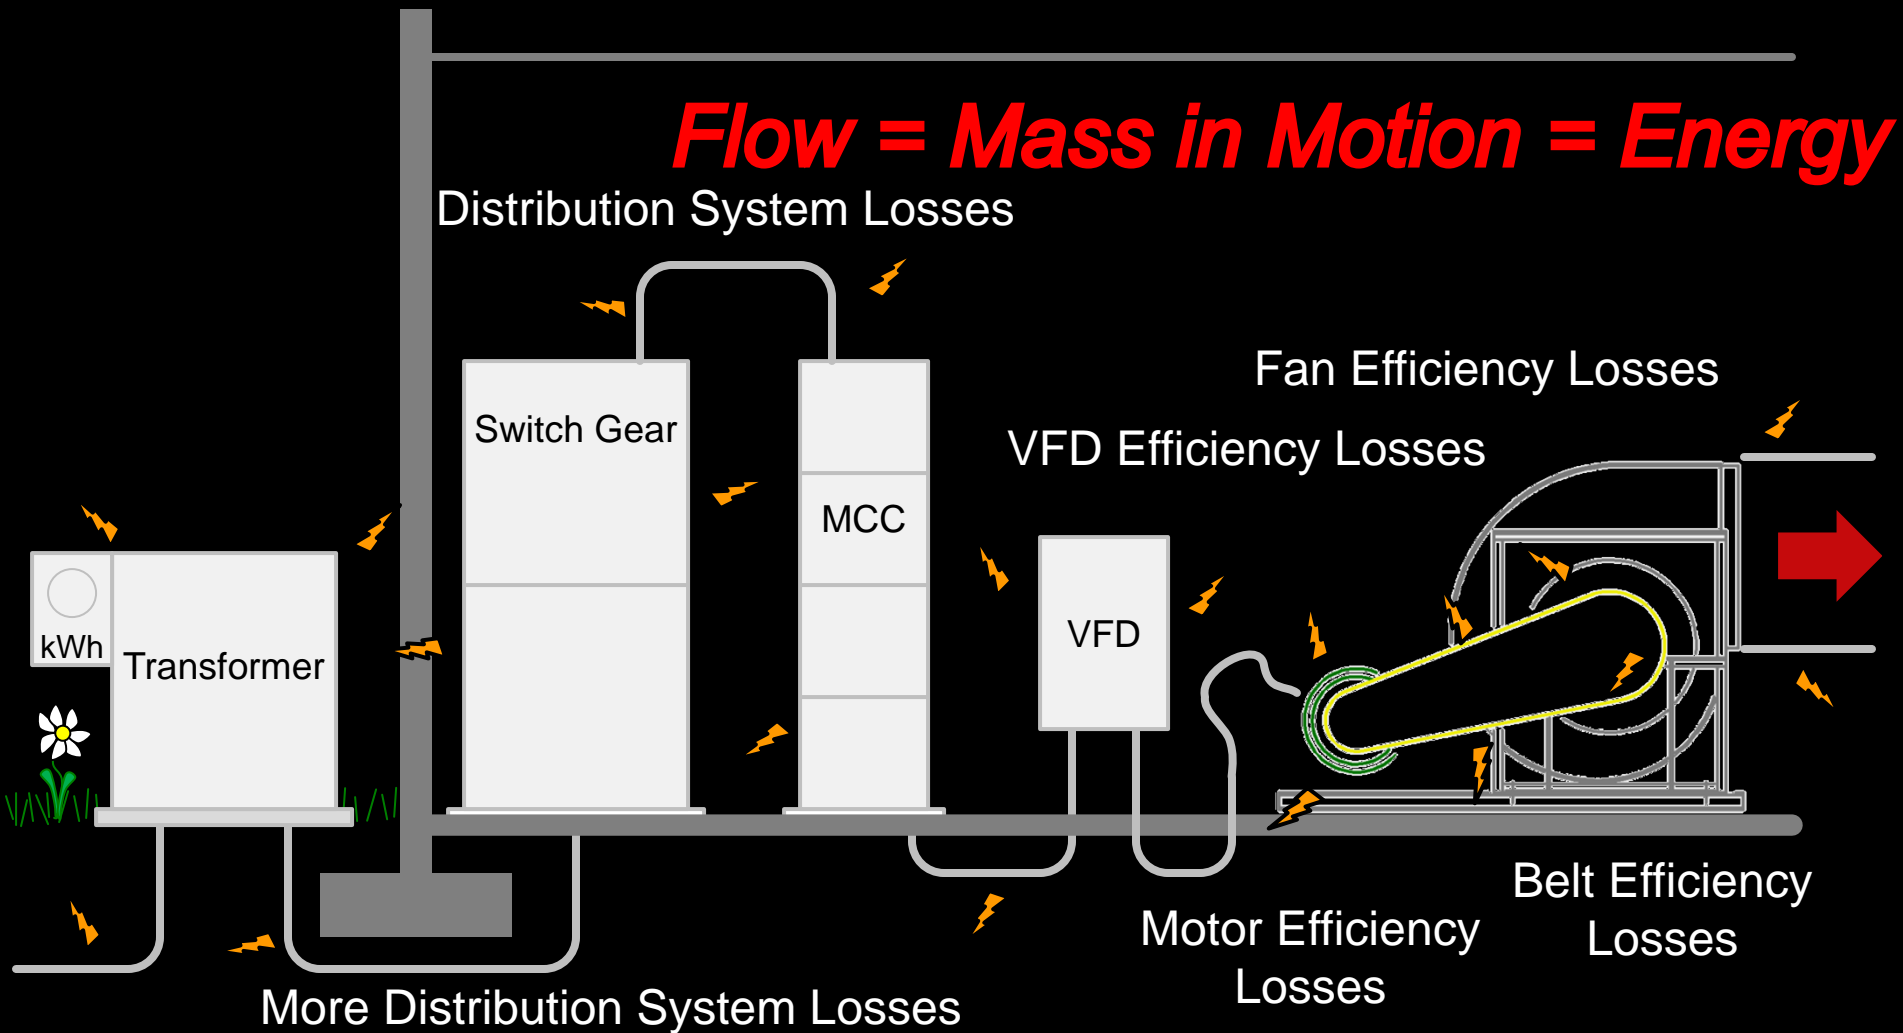 Flow = Mass in Motion = Energy
Distribution System Losses
Fan Efficiency Losses
VFD Efficiency Losses
Switch Gear
MCC
VFD
kWh
Transformer
Belt Efficiency
Losses
Motor Efficiency
Losses
More Distribution System Losses